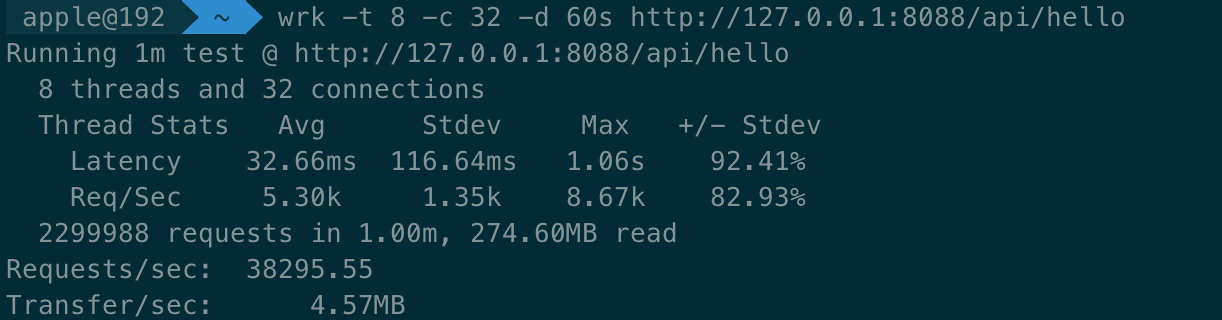 apple@192 ~ wrk -t 8 -c 32 -d 60s http://127.0.0.1:8088/api/hello
Running 1m test @ http://127.0.0.1:8088/api/hello
  8 threads and 32 connections
  Thread Stats   Avg      Stdev     Max   +/- Stdev
    Latency    32.66ms  116.64ms   1.06s    92.41%
    Req/Sec     5.30k     1.35k    8.67k    82.93%
  2299988 requests in 1.00m, 274.60MB read
Requests/sec:  38295.55
Transfer/sec:      4.57MB